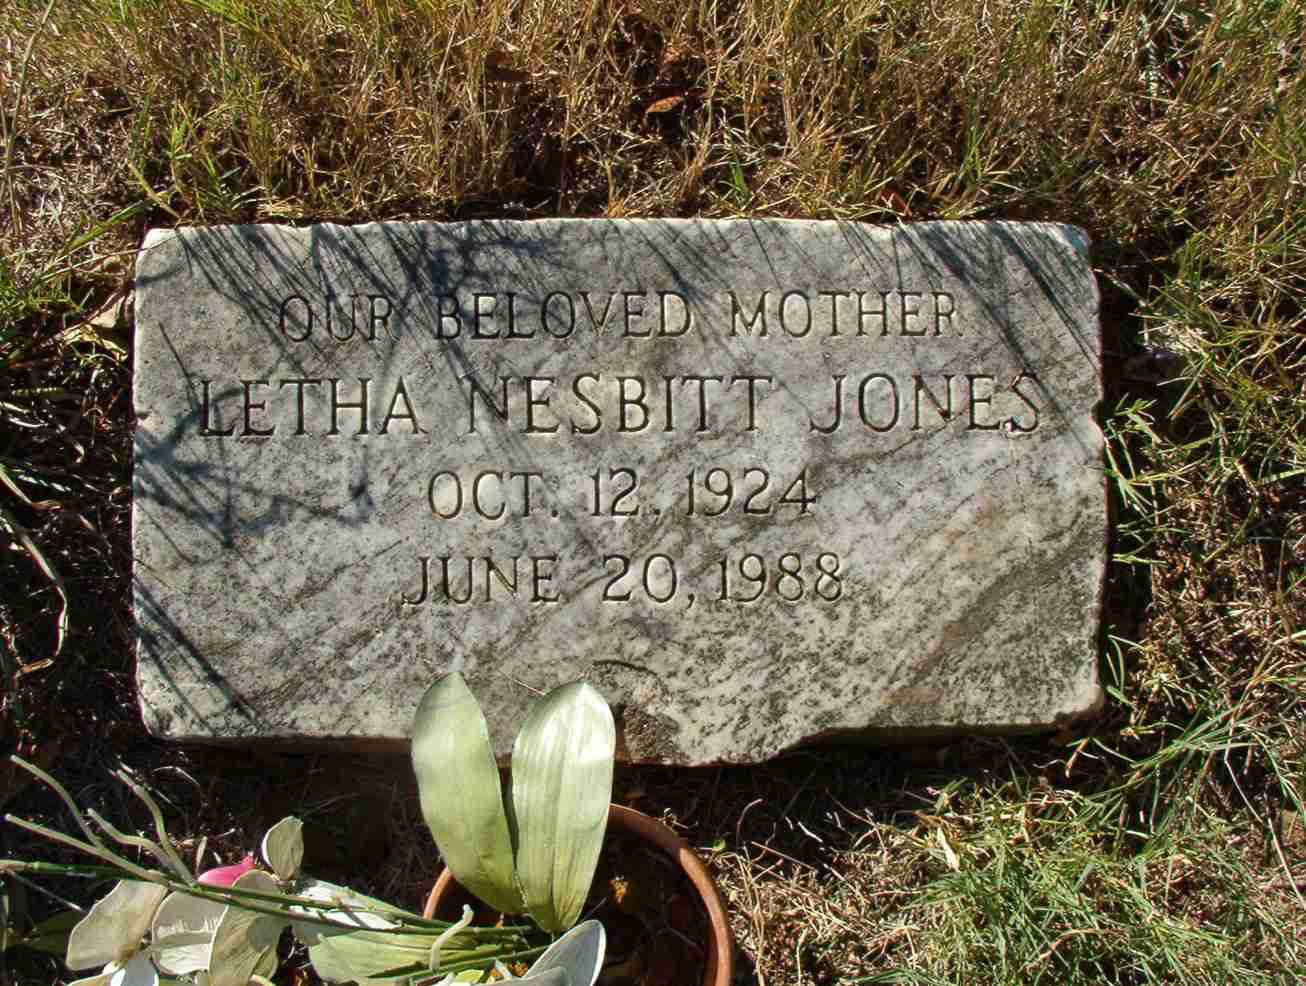 OUR BELOVED MOTHER
LETHA NESBITT JONES
OCT. 12, 1924
JUNE 20, 1988